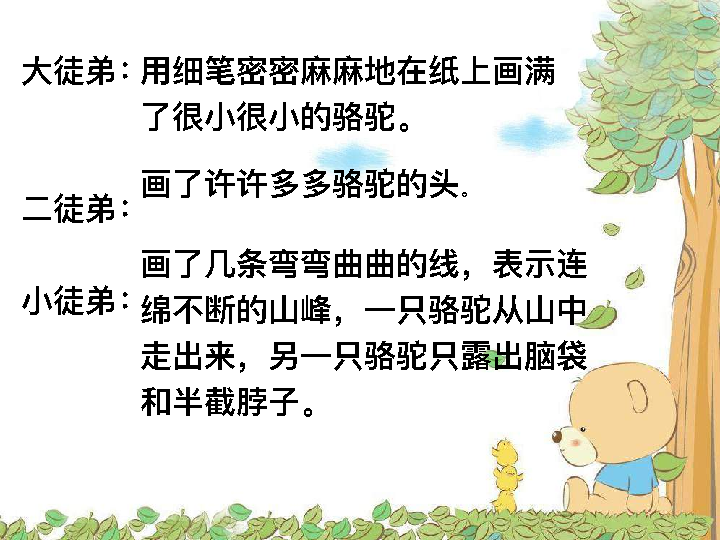 大徒弟：用细笔密密麻麻地在纸上画满
了很小很小的骆驼。
二徒弟：画了许许多多骆驼的头.
小徒弟：画了几条弯弯曲曲的线，表示连
绵不断的山峰，一只骆驼从山中
走出来，另一只骆驼只露出脑袋
和半截脖子。